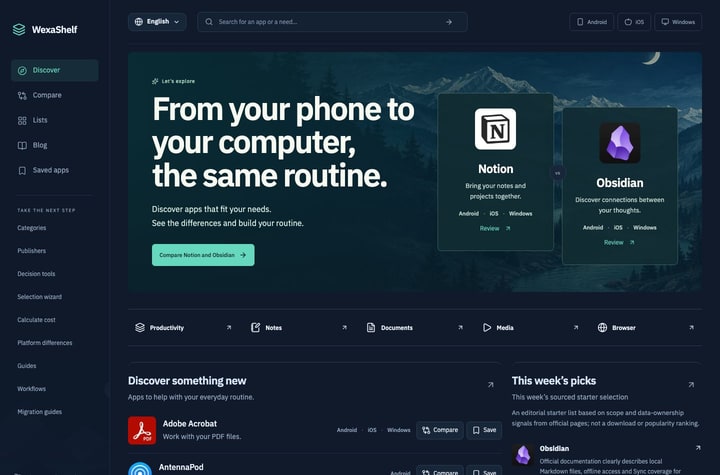 WexaShelf
English
Search for an app or a need...
Android
iOS
Windows
Discover
Compare
Lists
Blog
Saved apps
TAKE THE NEXT STEP
Categories
Publishers
Decision tools
Selection wizard
Calculate cost
Platform differences
Guides
Workflows
Migration guides
Let's explore
From your phone to
your computer,
the same routine.
Discover apps that fit your needs.
See the differences and build your routine.
Compare Notion and Obsidian
Notion
Bring your notes and
projects together.
Android · iOS · Windows
Review
vs
Obsidian
Discover connections between
your thoughts.
Android · iOS · Windows
Review
Productivity
Notes
Documents
Media
Browser
Discover something new
Apps to help with your everyday routine.
PDF
Adobe Acrobat
Work with your PDF files.
Android · iOS · Windows
Compare
Save
AntennaPod
Android
Compare
Save
This week's picks
This week's sourced starter selection
An editorial starter list based on scope and data-ownership
signals from official pages; not a download or popularity ranking.
Obsidian
Official documentation clearly describes local
Markdown files, offline access and Sync coverage for